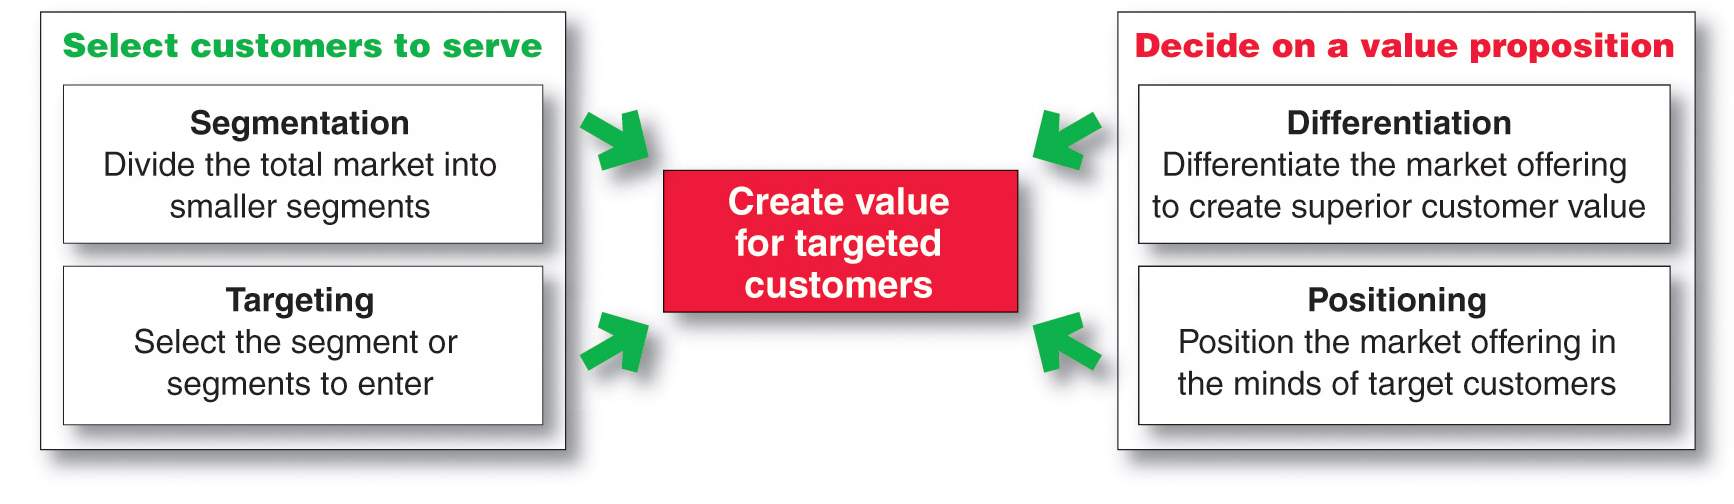 Select customers to serve
Segmentation
Divide the total market into
smaller segments
Targeting
Select the segment or
segments to enter
Create value
for targeted
customers
Decide on a value proposition
Differentiation
Differentiate the market offering
to create superior customer value
Positioning
Position the market offering in
the minds of target customers